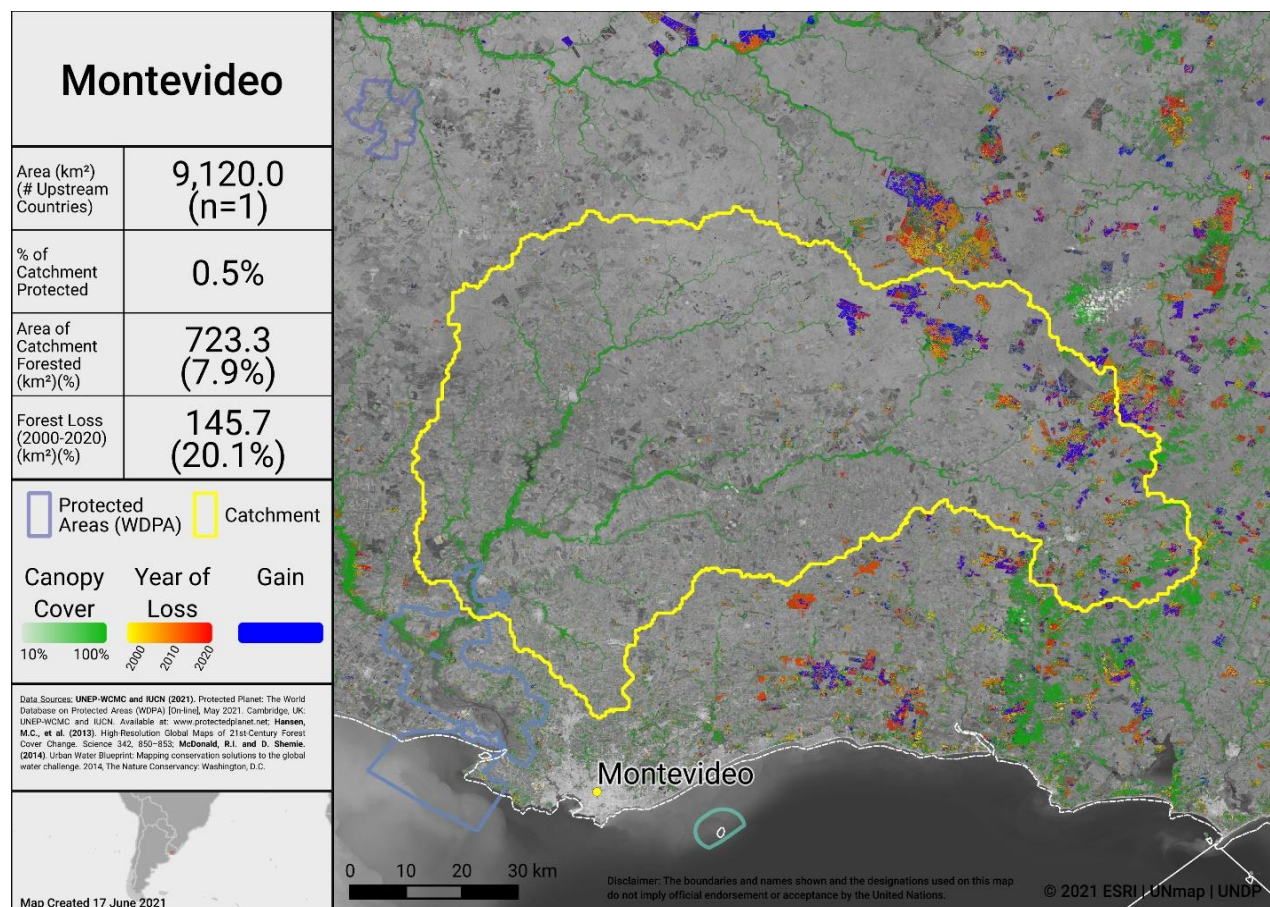 Montevideo
Area (km²)
(# Upstream
Countries)
9,120.0
(n=1)
% of
Catchment
Protected
0.5%
Area of
Catchment
Forested
(km²)(%)
723.3
(7.9%)
Forest Loss
(2000-2020)
(km²)(%)
145.7
(20.1%)
Protected
Areas (WDPA)
Catchment
Canopy
Cover
10% 100%
Year of
Loss
2000 2010 2020
Gain
Data Sources: UNEP-WCMC and IUCN (2021). Protected Planet: The World
Database on Protected Areas (WDPA) [On-line], May 2021. Cambridge, UK:
UNEP-WCMC and IUCN. Available at: www.protectedplanet.net; Hansen,
M.C., et al. (2013). High-Resolution Global Maps of 21st-Century Forest
Cover Change. Science 342, 850–853; McDonald, R.I. and D. Shemie.
(2014). Urban Water Blueprint: Mapping conservation solutions to the global
water challenge. 2014, The Nature Conservancy: Washington, D.C.
Map Created 17 June 2021
Montevideo
0 10 20 30 km
Disclaimer: The boundaries and names shown and the designations used on this map
do not imply official endorsement or acceptance by the United Nations.
© 2021 ESRI | UNmap | UNDP